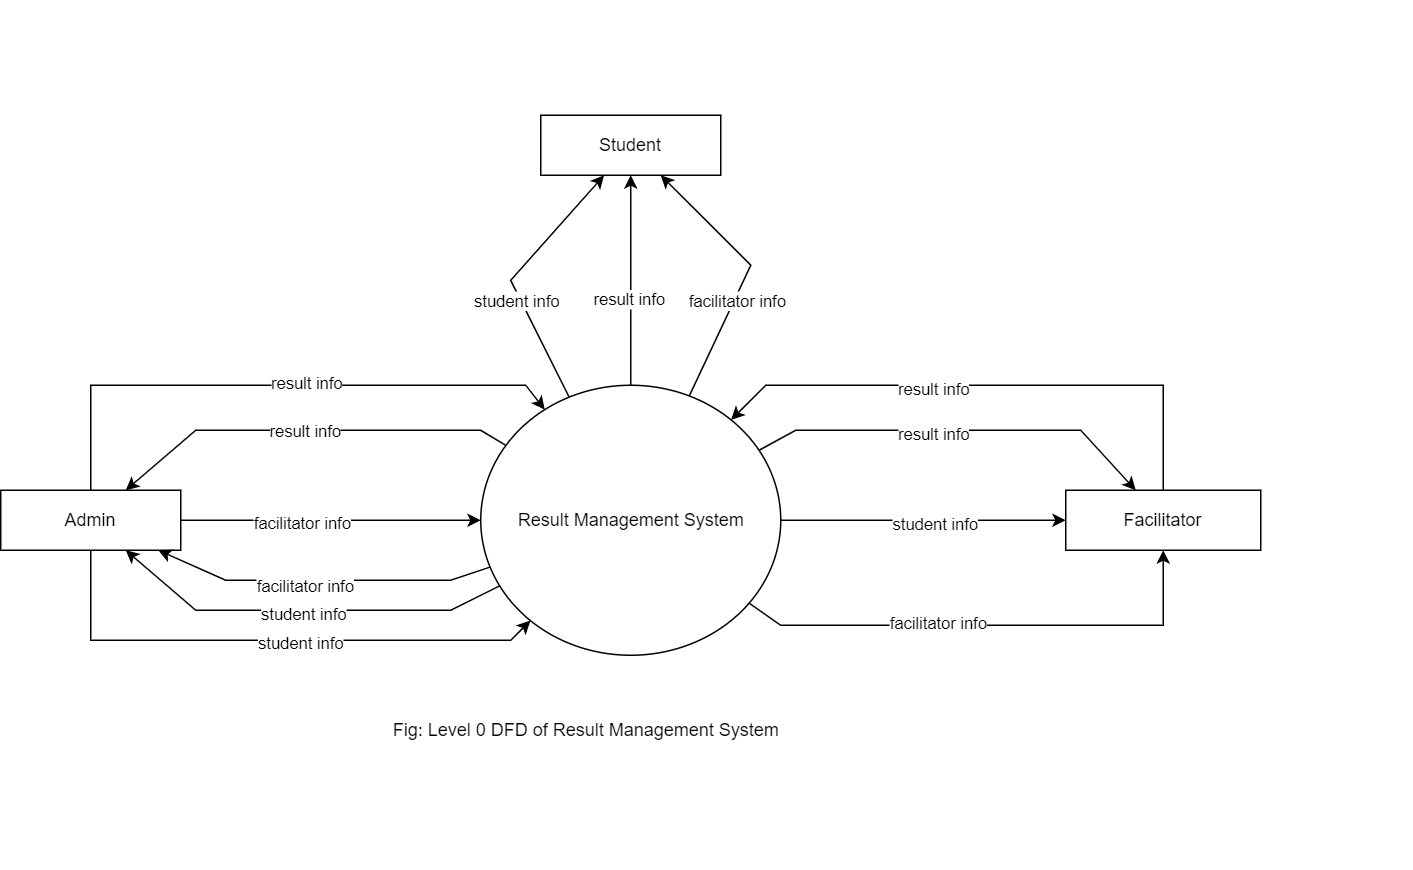 Student
student info
result info
facilitator info
result info
result info
result info
result info
Admin
facilitator info
Result Management System
student info
Facilitator
facilitator info
student info
student info
facilitator info
Fig: Level 0 DFD of Result Management System